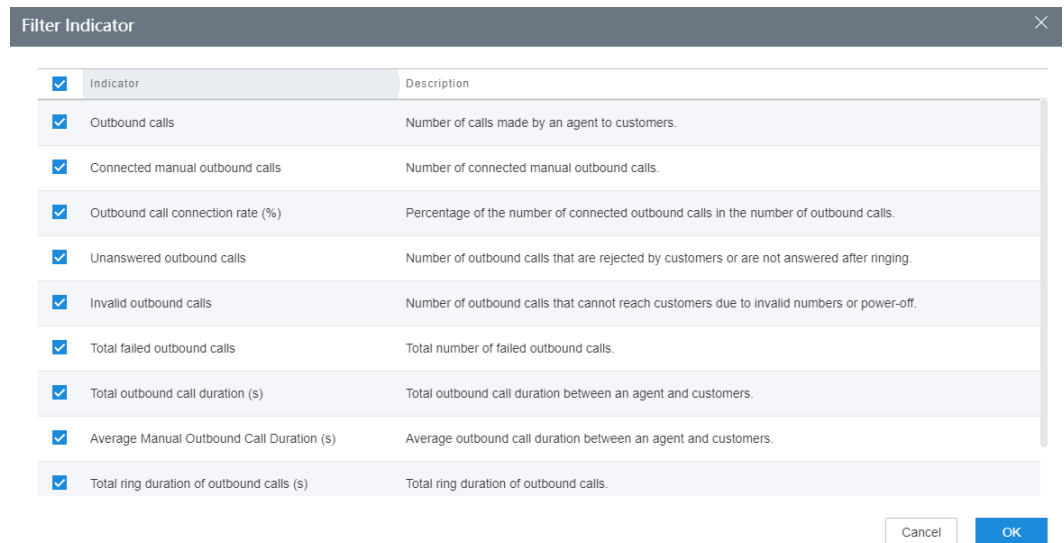 Filter Indicator
Indicator Description
Outbound calls Number of calls made by an agent to customers.
Connected manual outbound calls Number of connected manual outbound calls.
Outbound call connection rate (%) Percentage of the number of connected outbound calls in the number of outbound calls.
Unanswered outbound calls Number of outbound calls that are rejected by customers or are not answered after ringing.
Invalid outbound calls Number of outbound calls that cannot reach customers due to invalid numbers or power-off.
Total failed outbound calls Total number of failed outbound calls.
Total outbound call duration (s) Total outbound call duration between an agent and customers.
Average Manual Outbound Call Duration (s) Average outbound call duration between an agent and customers.
Total ring duration of outbound calls (s) Total ring duration of outbound calls.
Cancel OK